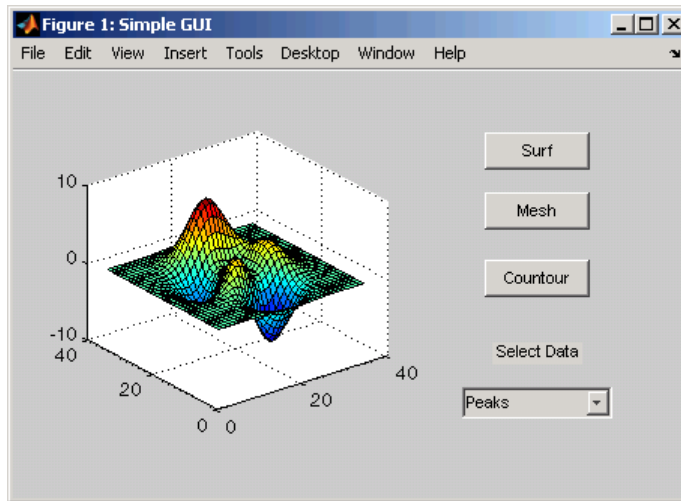 Figure 1: Simple GUI
File Edit View Insert Tools Desktop Window Help
Surf
Mesh
Countour
Select Data
Peaks
10
0
-10
40
20
0
0
20
40